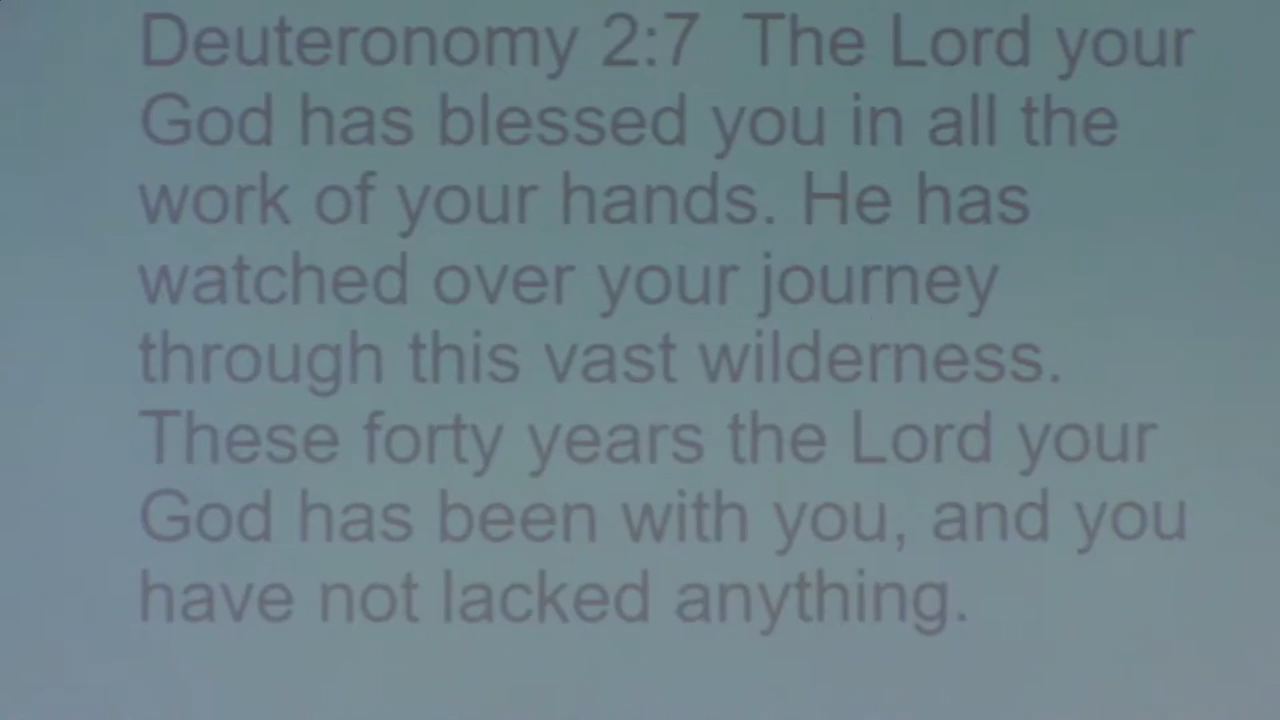 Deuteronomy 2:7 The Lord your
God has blessed you in all the
work of your hands. He has
watched over your journey
through this vast wilderness.
These forty years the Lord your
God has been with you, and you
have not lacked anything.